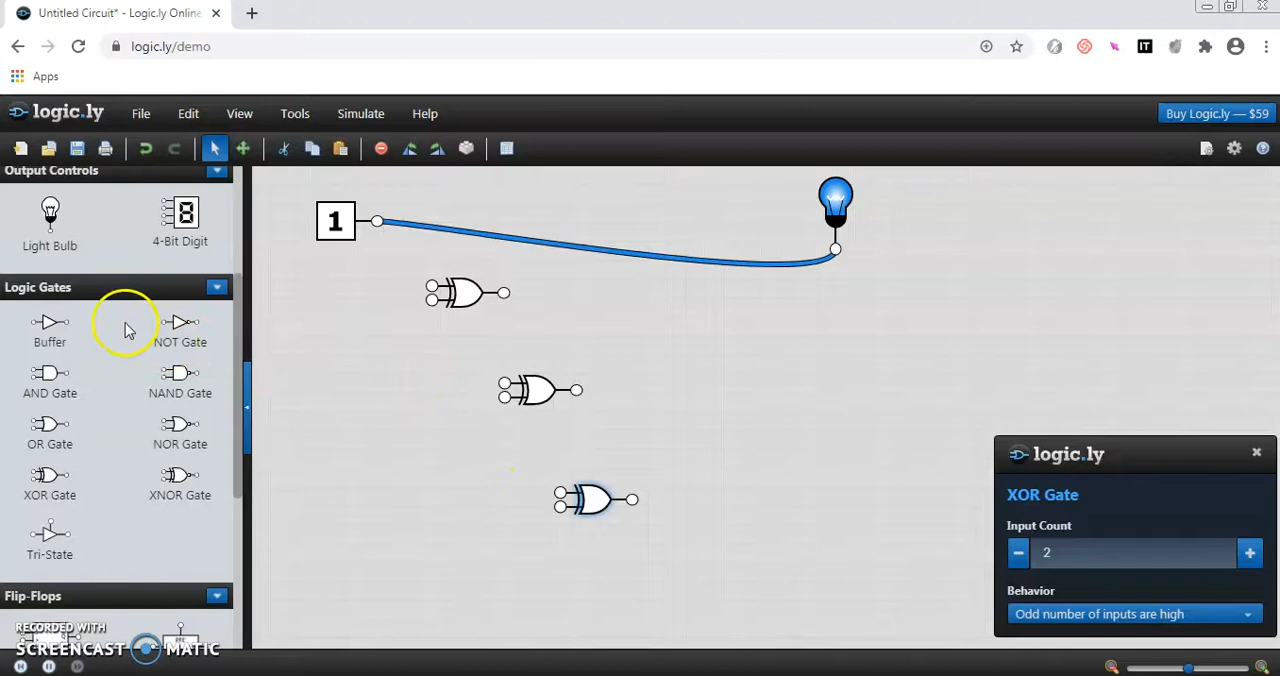 Untitled Circuit* - Logic.ly Online
logic.ly/demo
IT
Apps
logic.ly
File
Edit
View
Tools
Simulate
Help
Buy Logic.ly — $59
Output Controls
8
Light Bulb
4-Bit Digit
1
Logic Gates
Buffer
NOT Gate
AND Gate
NAND Gate
OR Gate
NOR Gate
XOR Gate
XNOR Gate
Tri-State
Flip-Flops
logic.ly
XOR Gate
Input Count
2
Behavior
Odd number of inputs are high
RECORDED WITH
SCREENCAST MATIC